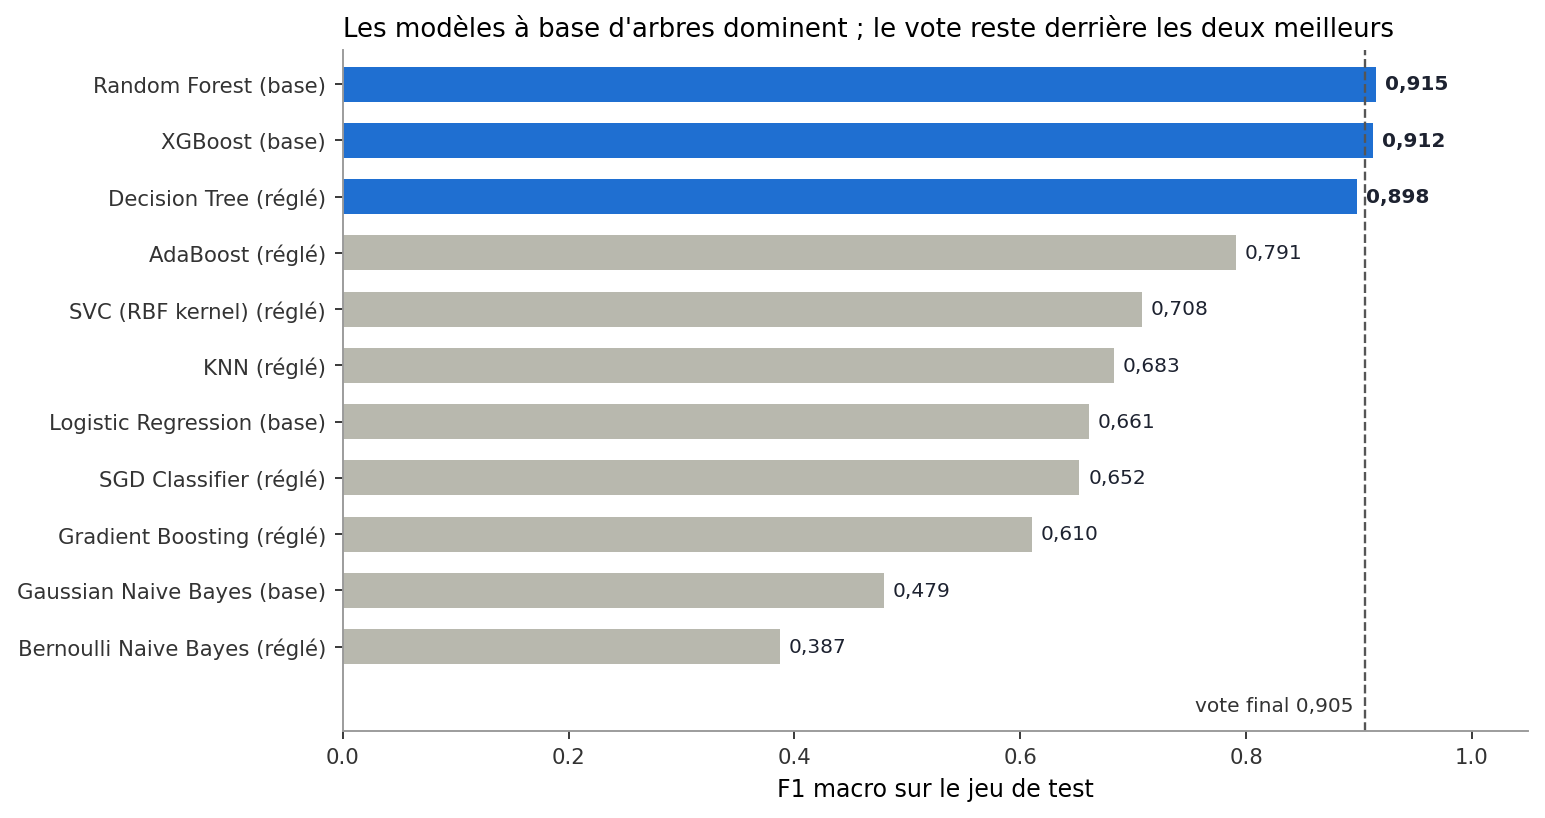 Les modèles à base d'arbres dominent ; le vote reste derrière les deux meilleurs
Random Forest (base) 0,915
XGBoost (base) 0,912
Decision Tree (réglé) 0,898
AdaBoost (réglé) 0,791
SVC (RBF kernel) (réglé) 0,708
KNN (réglé) 0,683
Logistic Regression (base) 0,661
SGD Classifier (réglé) 0,652
Gradient Boosting (réglé) 0,610
Gaussian Naive Bayes (base) 0,479
Bernoulli Naive Bayes (réglé) 0,387
vote final 0,905
0.0 0.2 0.4 0.6 0.8 1.0
F1 macro sur le jeu de test